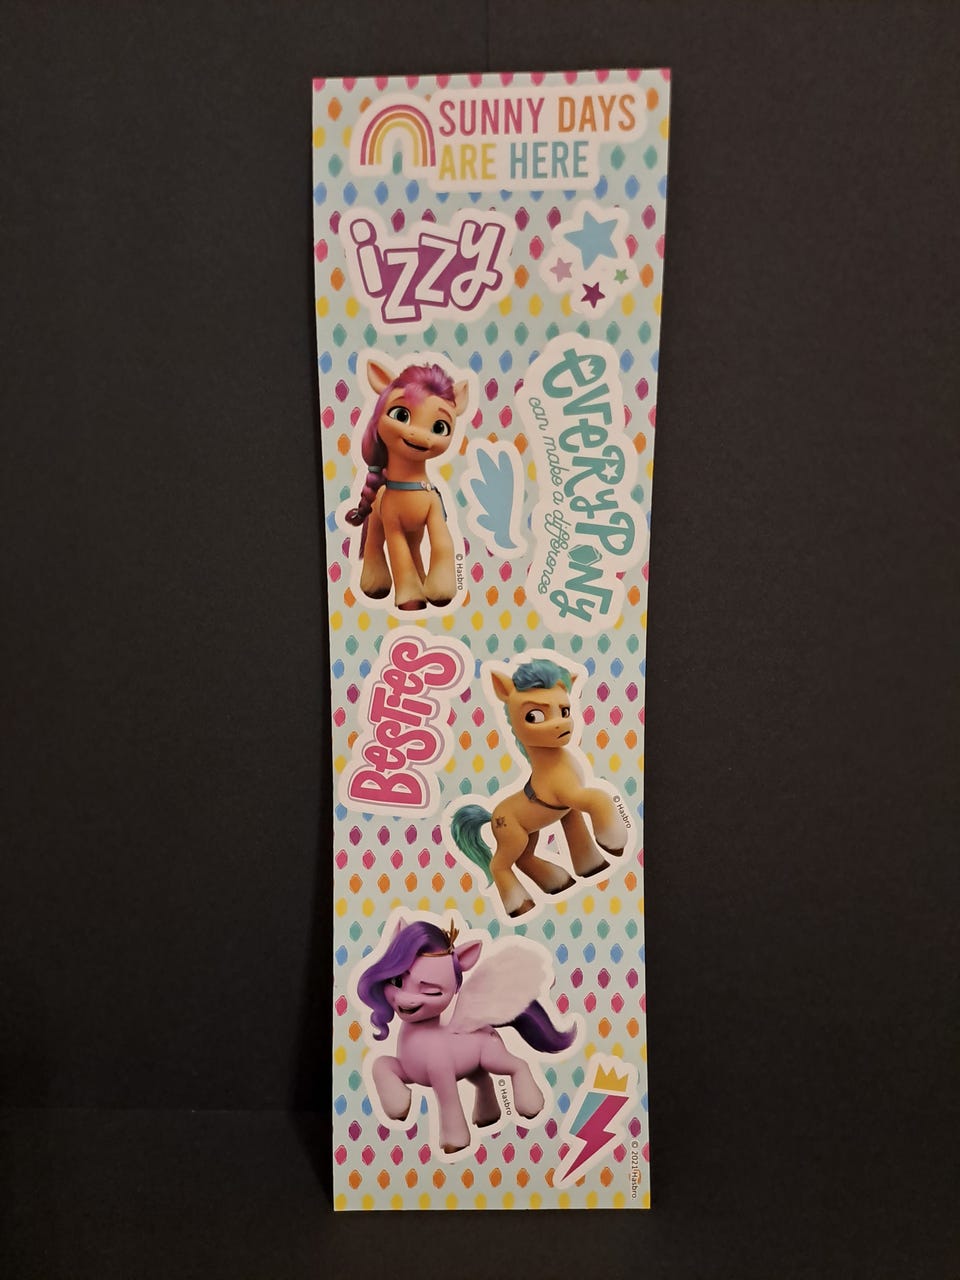 SUNNY DAYS
ARE HERE
izzy
everyPony
can make a difference
© Hasbro
Besties
© Hasbro
© Hasbro
© 2021 Hasbro